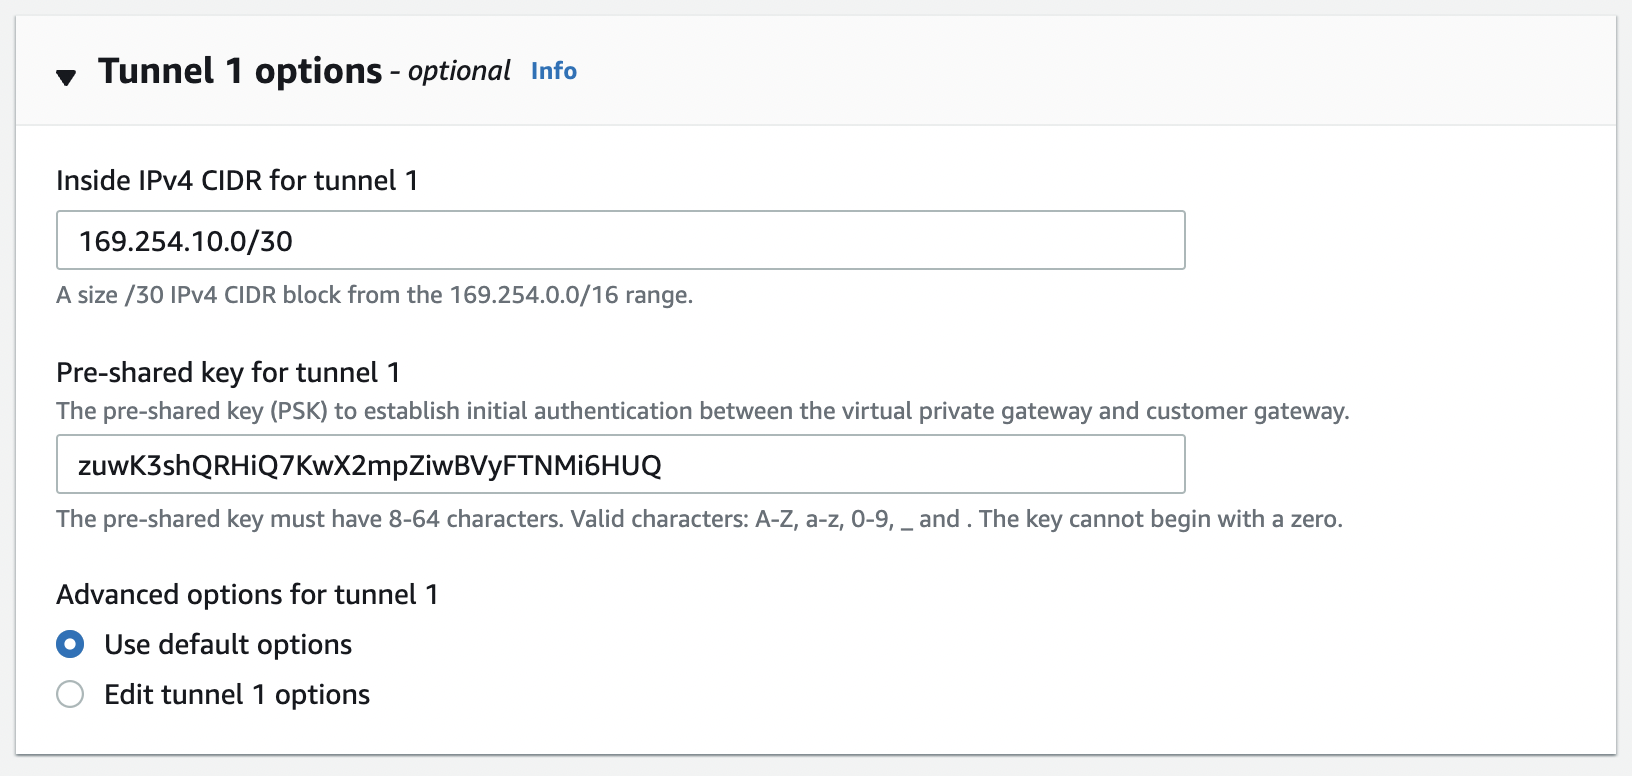 Tunnel 1 options - optional Info
Inside IPv4 CIDR for tunnel 1
169.254.10.0/30
A size /30 IPv4 CIDR block from the 169.254.0.0/16 range.
Pre-shared key for tunnel 1
The pre-shared key (PSK) to establish initial authentication between the virtual private gateway and customer gateway.
zuwK3shQRHiQ7KwX2mpZiwBVyFTNMi6HUQ
The pre-shared key must have 8-64 characters. Valid characters: A-Z, a-z, 0-9, _ and . The key cannot begin with a zero.
Advanced options for tunnel 1
Use default options
Edit tunnel 1 options